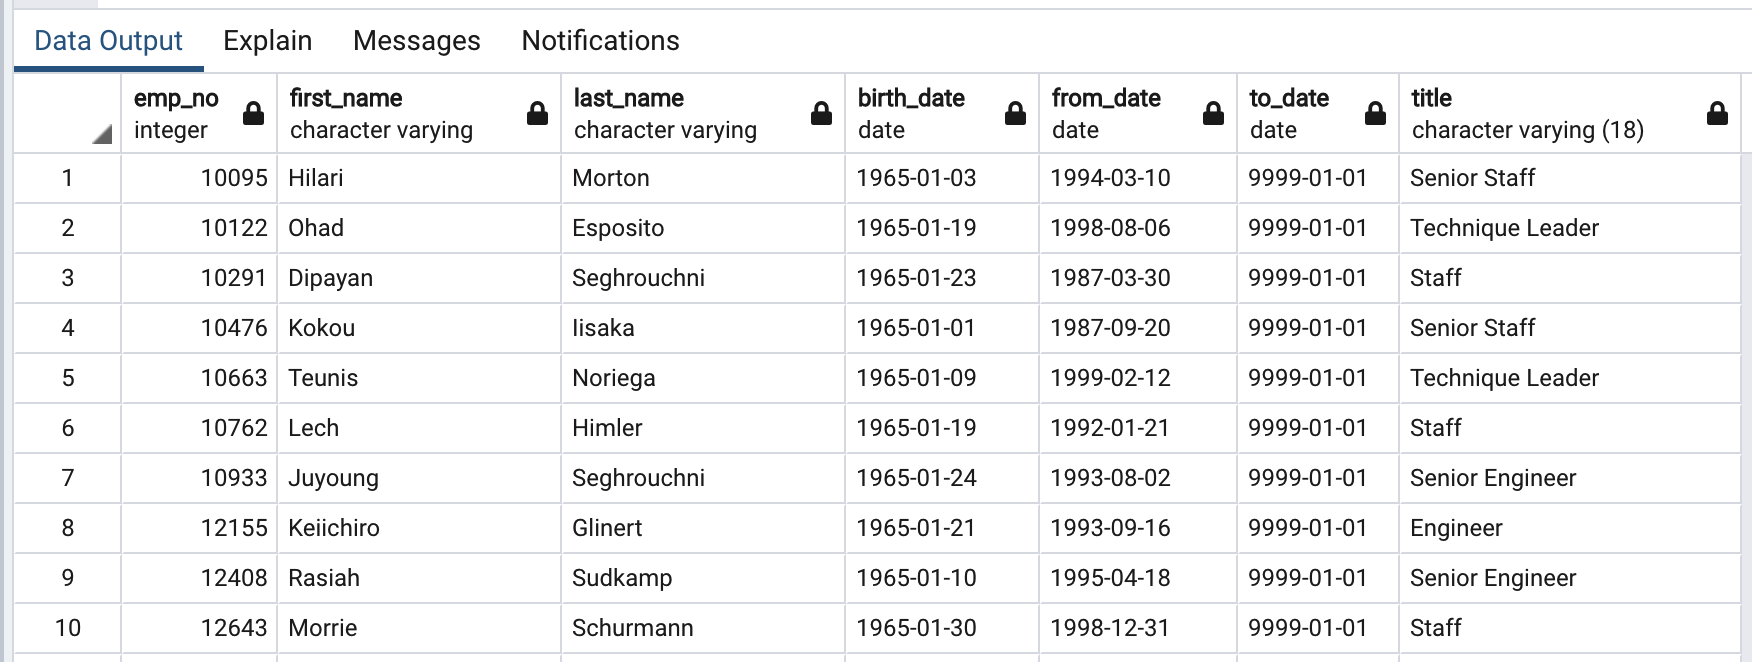 Data Output Explain Messages Notifications
emp_no first_name last_name birth_date from_date to_date title
integer character varying character varying date date date character varying (18)
1 10095 Hilari Morton 1965-01-03 1994-03-10 9999-01-01 Senior Staff
2 10122 Ohad Esposito 1965-01-19 1998-08-06 9999-01-01 Technique Leader
3 10291 Dipayan Seghrouchni 1965-01-23 1987-03-30 9999-01-01 Staff
4 10476 Kokou Iisaka 1965-01-01 1987-09-20 9999-01-01 Senior Staff
5 10663 Teunis Noriega 1965-01-09 1999-02-12 9999-01-01 Technique Leader
6 10762 Lech Himler 1965-01-19 1992-01-21 9999-01-01 Staff
7 10933 Juyoung Seghrouchni 1965-01-24 1993-08-02 9999-01-01 Senior Engineer
8 12155 Keiichiro Glinert 1965-01-21 1993-09-16 9999-01-01 Engineer
9 12408 Rasiah Sudkamp 1965-01-10 1995-04-18 9999-01-01 Senior Engineer
10 12643 Morrie Schurmann 1965-01-30 1998-12-31 9999-01-01 Staff